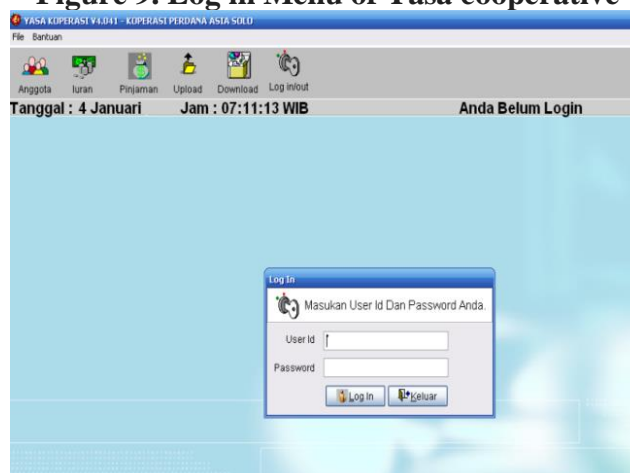 Figure 9. Log in Menu of Yasa cooperative
YASA KOPERASI V4.041 - KOPERASI PERDANA ASIA SOLO
File Bantuan
Anggota Iuran Pinjaman Upload Download Log in/out
Tanggal : 4 Januari Jam : 07:11:13 WIB Anda Belum Login
Log In
Masukan User Id Dan Password Anda.
User Id
Password
Log In Keluar